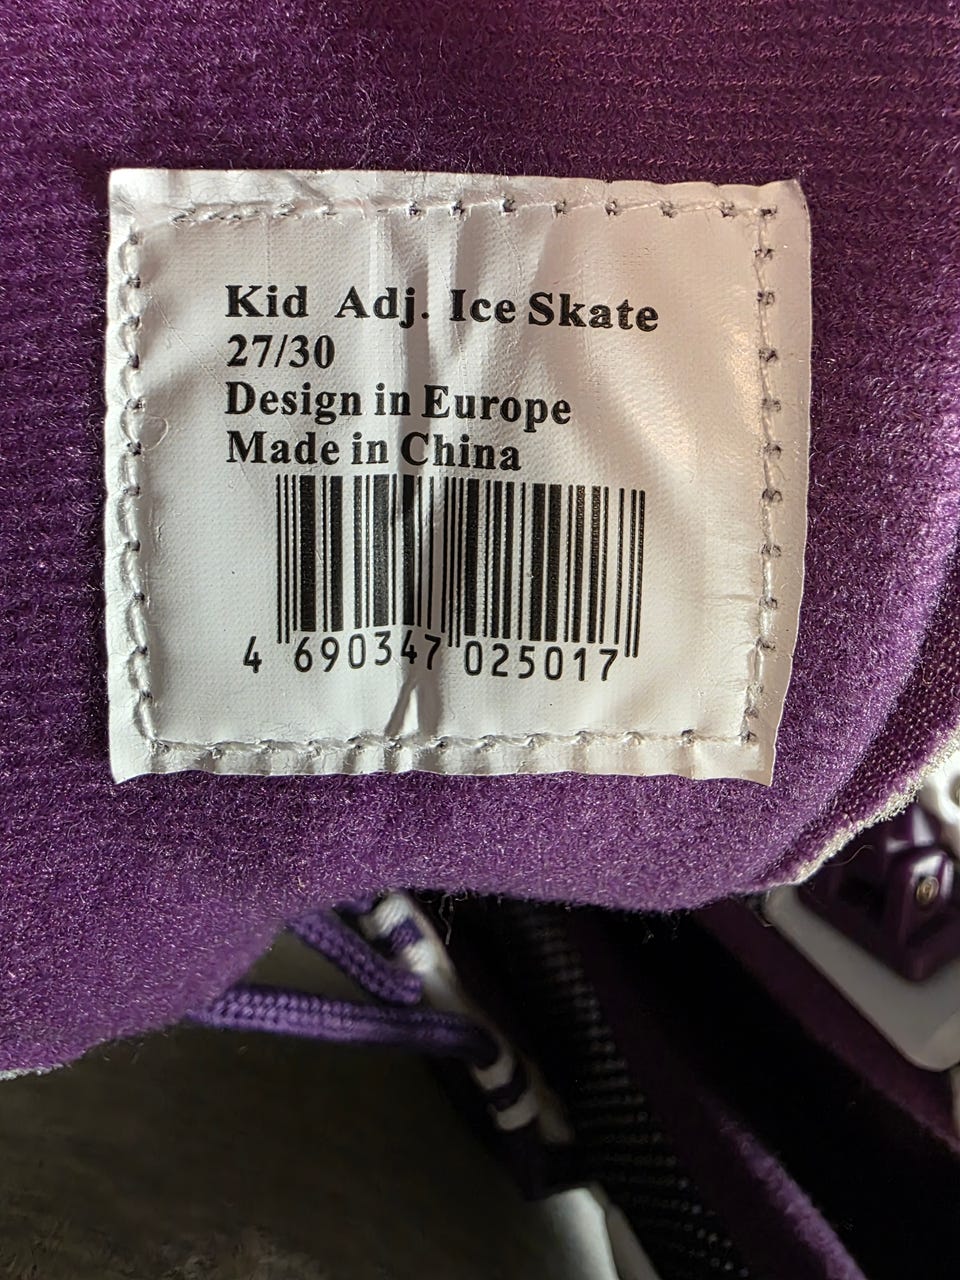 Kid Adj. Ice Skate
27/30
Design in Europe
Made in China
4 690347 025017